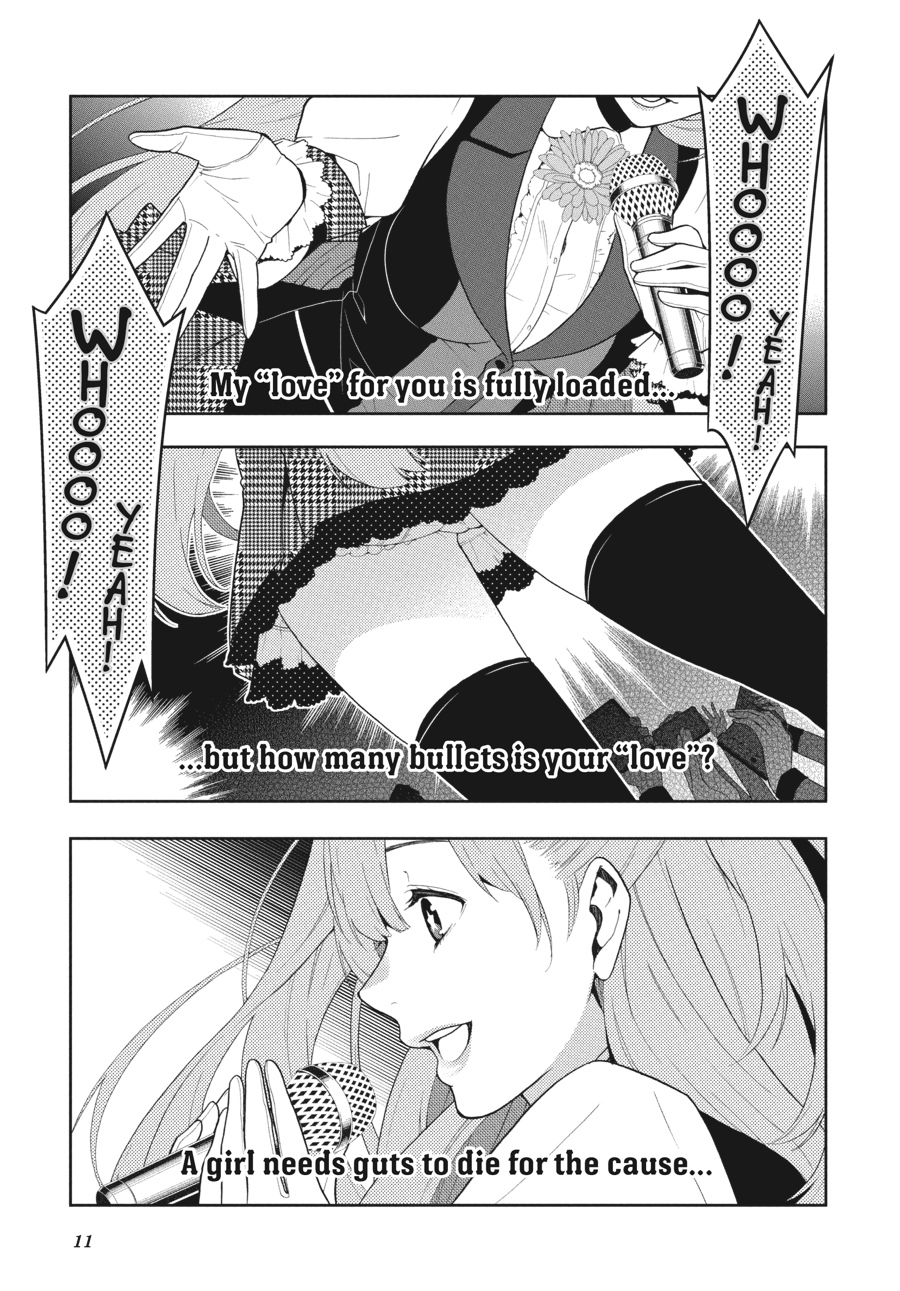 WHOOOO!
YEAH!
WHOOOO!
YEAH!
My “love” for you is fully loaded...
...but how many bullets is your “love”?
A girl needs guts to die for the cause...
11